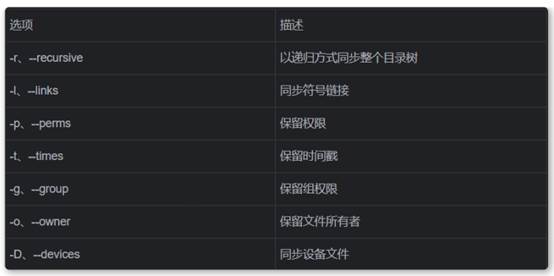 选项 描述
-r、--recursive 以递归方式同步整个目录树
-l、--links 同步符号链接
-p、--perms 保留权限
-t、--times 保留时间戳
-g、--group 保留组权限
-o、--owner 保留文件所有者
-D、--devices 同步设备文件